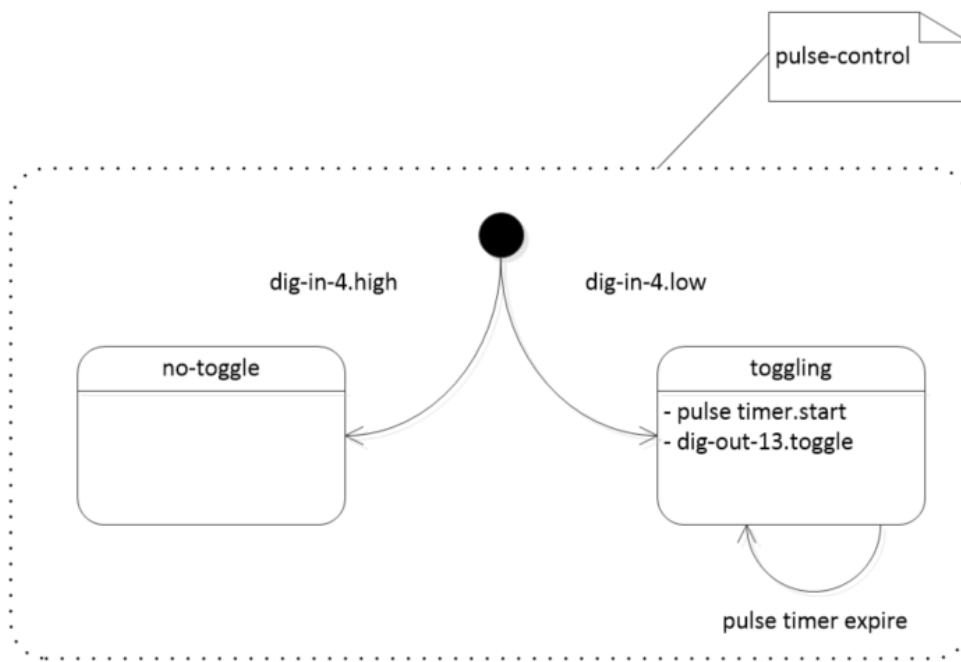 pulse-control
dig-in-4.high
dig-in-4.low
no-toggle
toggling
- pulse timer.start
- dig-out-13.toggle
pulse timer expire